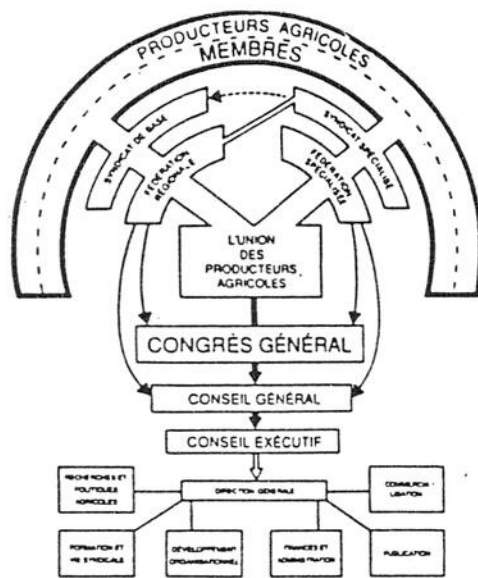 PRODUCTEURS AGRICOLES
MEMBRES
SYNDICAT DE BASE
SYNDICAT SPÉCIALISÉ
FÉDÉRATION
RÉGIONALE
FÉDÉRATION
SPÉCIALISÉE
L'UNION
DES
PRODUCTEURS
AGRICOLES
CONGRÈS GÉNÉRAL
CONSEIL GÉNÉRAL
CONSEIL EXÉCUTIF
RECHERCHES ET
POLITIQUES
AGRICOLES
DIRECTION GÉNÉRALE
COMMERCIA-
LISATION
FORMATION ET
VIE SYNDICALE
DÉVELOPPEMENT
ORGANISATIONNEL
FINANCES ET
ADMINISTRATION
PUBLICATION